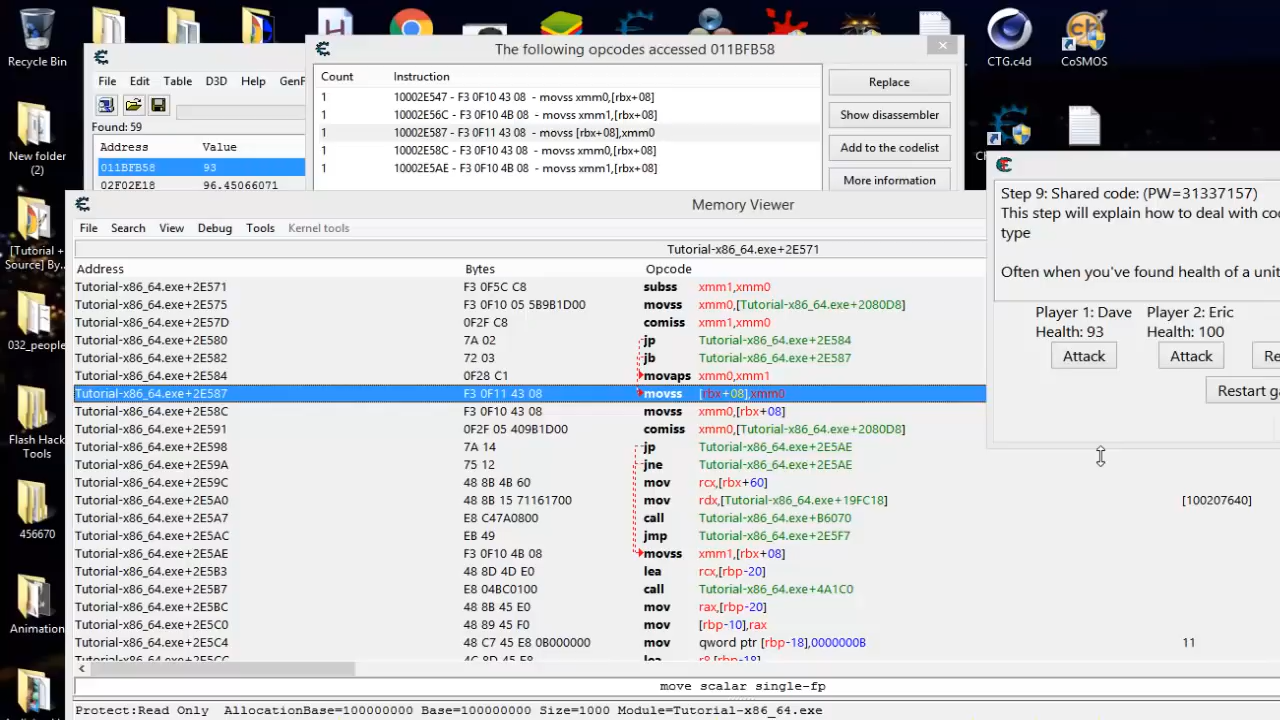 Recycle Bin
New folder
(2)
[Tutorial +
Source] By...
032_people
Flash Hack
Tools
456670
Animation
CTG.c4d
CoSMOS
File Edit Table D3D Help
Found: 59
Address Value
011BFB58 93
02F02E18 96.45066071
The following opcodes accessed 011BFB58
Count Instruction
1 10002E547 - F3 0F10 43 08 - movss xmm0,[rbx+08]
1 10002E56C - F3 0F10 4B 08 - movss xmm1,[rbx+08]
1 10002E587 - F3 0F11 43 08 - movss [rbx+08],xmm0
1 10002E58C - F3 0F10 43 08 - movss xmm0,[rbx+08]
1 10002E5AE - F3 0F10 4B 08 - movss xmm1,[rbx+08]
Replace
Show disassembler
Add to the codelist
More information
Memory Viewer
File Search View Debug Tools Kernel tools
Tutorial-x86_64.exe+2E571
Address Bytes Opcode
Tutorial-x86_64.exe+2E571 F3 0F5C C8 subss xmm1,xmm0
Tutorial-x86_64.exe+2E575 F3 0F10 05 5B9B1D00 movss xmm0,[Tutorial-x86_64.exe+2080D8]
Tutorial-x86_64.exe+2E57D 0F2F C8 comiss xmm1,xmm0
Tutorial-x86_64.exe+2E580 7A 02 jp Tutorial-x86_64.exe+2E584
Tutorial-x86_64.exe+2E582 72 03 jb Tutorial-x86_64.exe+2E587
Tutorial-x86_64.exe+2E584 0F28 C1 movaps xmm0,xmm1
Tutorial-x86_64.exe+2E587 F3 0F11 43 08 movss [rbx+08],xmm0
Tutorial-x86_64.exe+2E58C F3 0F10 43 08 movss xmm0,[rbx+08]
Tutorial-x86_64.exe+2E591 0F2F 05 409B1D00 comiss xmm0,[Tutorial-x86_64.exe+2080D8]
Tutorial-x86_64.exe+2E598 7A 14 jp Tutorial-x86_64.exe+2E5AE
Tutorial-x86_64.exe+2E59A 75 12 jne Tutorial-x86_64.exe+2E5AE
Tutorial-x86_64.exe+2E59C 48 8B 4B 60 mov rcx,[rbx+60]
Tutorial-x86_64.exe+2E5A0 48 8B 15 71161700 mov rdx,[Tutorial-x86_64.exe+19FC18] [100207640]
Tutorial-x86_64.exe+2E5A7 E8 C47A0800 call Tutorial-x86_64.exe+B6070
Tutorial-x86_64.exe+2E5AC EB 49 jmp Tutorial-x86_64.exe+2E5F7
Tutorial-x86_64.exe+2E5AE F3 0F10 4B 08 movss xmm1,[rbx+08]
Tutorial-x86_64.exe+2E5B3 48 8D 4D E0 lea rcx,[rbp-20]
Tutorial-x86_64.exe+2E5B7 E8 04BC0100 call Tutorial-x86_64.exe+4A1C0
Tutorial-x86_64.exe+2E5BC 48 8B 45 E0 mov rax,[rbp-20]
Tutorial-x86_64.exe+2E5C0 48 89 45 F0 mov [rbp-10],rax
Tutorial-x86_64.exe+2E5C4 48 C7 45 E8 0B000000 mov qword ptr [rbp-18],0000000B 11
Tutorial-x86_64.exe+2E5CC 4C 8D 45 E8 lea r8,[rbp-18]
move scalar single-fp
Protect:Read Only AllocationBase=100000000 Base=100000000 Size=1000 Module=Tutorial-x86_64.exe
Step 9: Shared code: (PW=31337157)
This step will explain how to deal with
type
Often when you've found health of a
Player 1: Dave Player 2: Eric
Health: 93 Health: 100
Attack Attack
Restart